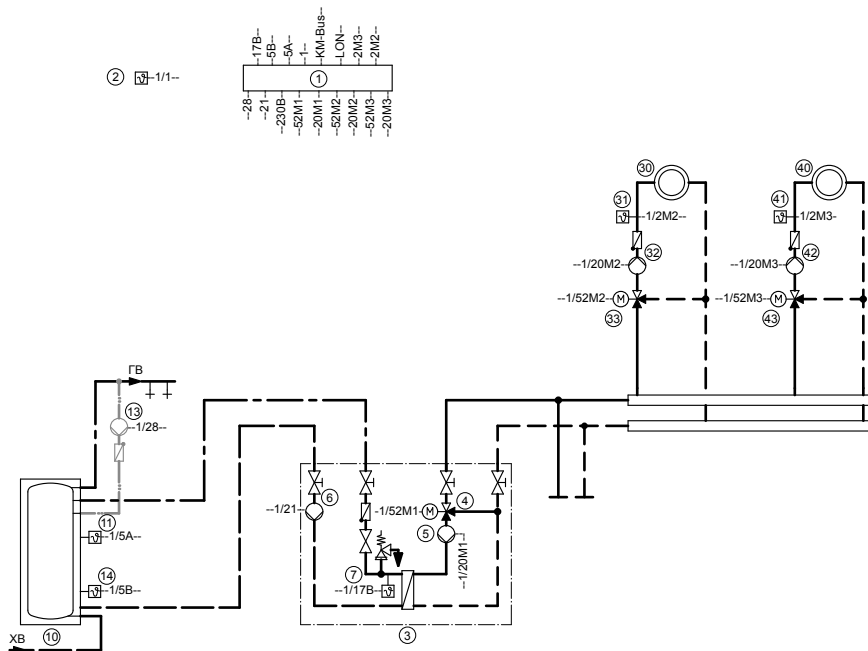 --17B--
--5B--
--5A--
--1--
--KM-Bus--
--LON--
--2M3--
--2M2--
2 --1/1--
1
--28--
--21--
--230B--
--52M1--
--20M1--
--52M2--
--20M2--
--52M3--
--20M3--
30
40
31
--1/2M2--
41
--1/2M3-
32
--1/20M2--
42
--1/20M3--
--1/52M2-- M
--1/52M3-- M
33
43
ГВ
13
--1/28--
6
--1/21--
-1/52M1- M
4
5
--1/20M1--
11
--1/5A--
7
--1/17B--
14
--1/5B--
10
3
ХВ